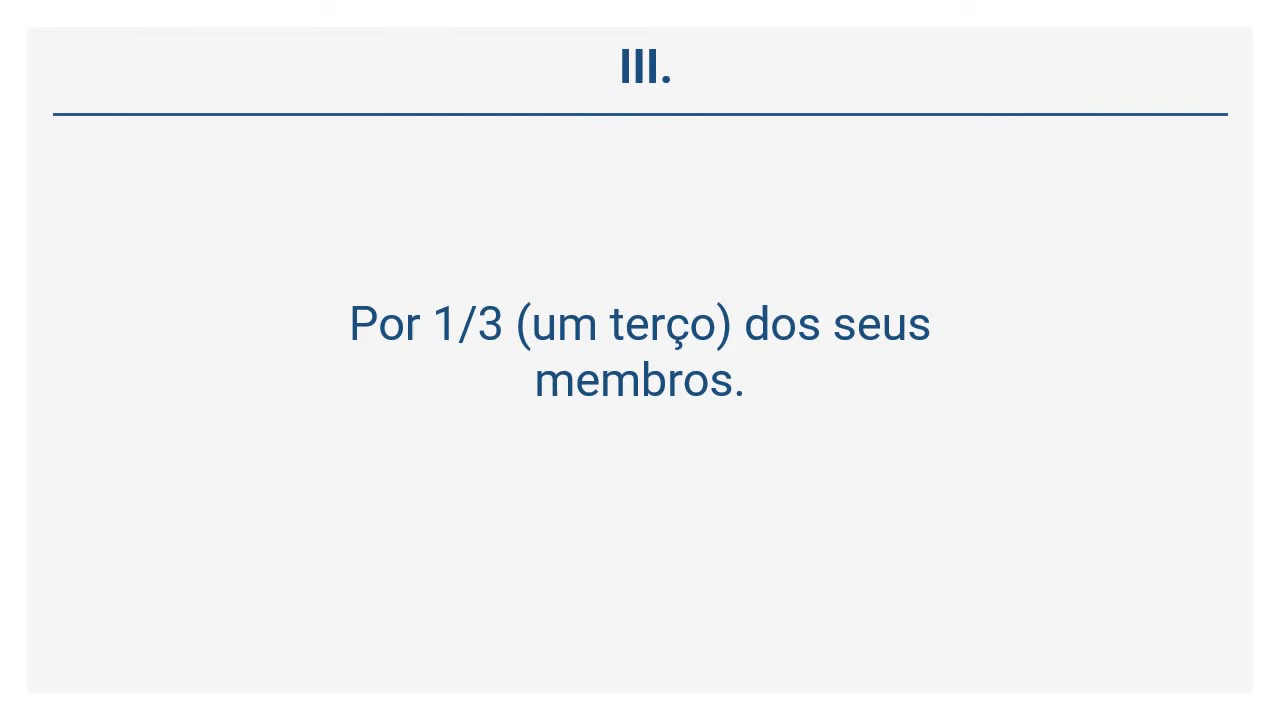 III.
Por 1/3 (um terço) dos seus
membros.